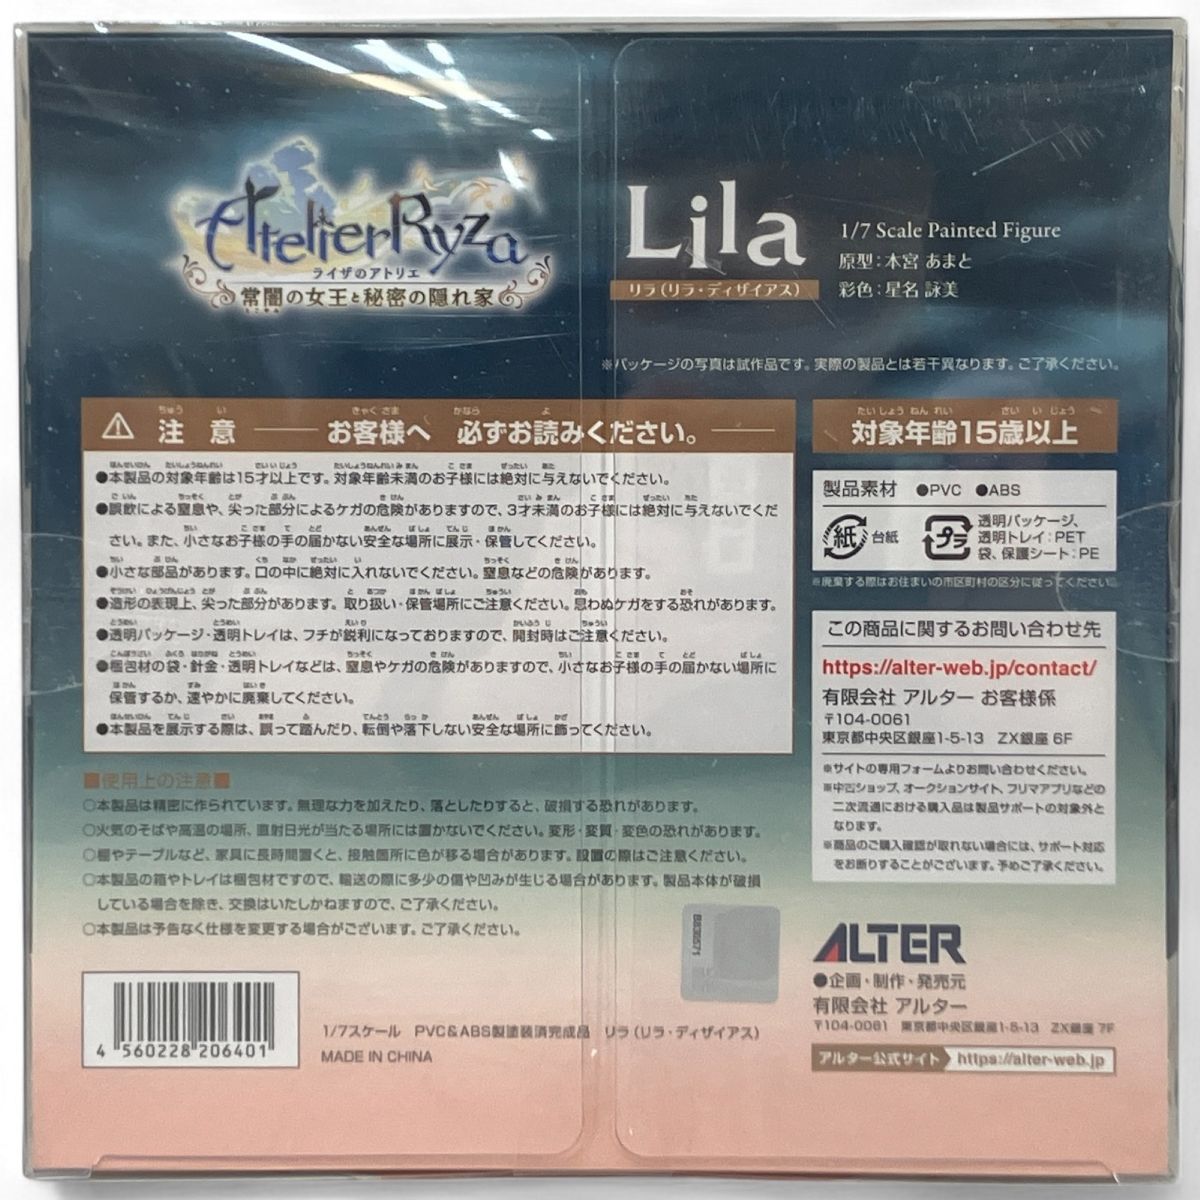 Atelier Ryza
ライザのアトリエ
常闇の女王と秘密の隠れ家
とこやみ
Lila
リラ(リラ・ディザイアス)
1/7 Scale Painted Figure
原型:本宮 あまと
彩色:星名 詠美
※パッケージの写真は試作品です。実際の製品とは若干異なります。ご了承ください。
注意 お客様へ 必ずお読みください。
●本製品の対象年齢は15才以上です。対象年齢未満のお子様には絶対に与えないでください。
●誤飲による窒息や、尖った部分によるケガの危険がありますので、3才未満のお子様には絶対に与えないでくだ
さい。また、小さなお子様の手の届かない安全な場所に展示・保管してください。
●小さな部品があります。口の中に絶対に入れないでください。窒息などの危険があります。
●造形の表現上、尖った部分があります。取り扱い・保管場所にご注意ください。思わぬケガをする恐れがあります。
●透明パッケージ・透明トレイは、フチが鋭利になっておりますので、開封時はご注意ください。
●梱包材の袋・針金・透明トレイなどは、窒息やケガの危険がありますので、小さなお子様の手の届かない場所に
保管するか、速やかに廃棄してください。
●本製品を展示する際は、誤って踏んだり、転倒や落下しない安全な場所に飾ってください。
■使用上の注意■
○本製品は精密に作られています。無理な力を加えたり、落としたりすると、破損する恐れがあります。
○火気のそばや高温の場所、直射日光が当たる場所には置かないでください。変形・変質・変色の恐れがあります。
○棚やテーブルなど、家具に長時間置くと、接触箇所に色が移る場合があります。設置の際はご注意ください。
○本製品の箱やトレイは梱包材ですので、輸送の際に多少の傷や凹みが生じる場合があります。製品本体が破損
している場合を除き、交換はいたしかねますので、ご了承ください。
○本製品は予告なく仕様を変更する場合がございます。ご了承ください。
4 560228 206401
1/7スケール PVC&ABS製塗装済完成品 リラ(リラ・ディザイアス)
MADE IN CHINA
B830571
対象年齢15歳以上
製品素材 ●PVC ●ABS
紙 台紙
プラ 透明パッケージ、
透明トレイ:PET
袋、保護シート:PE
※廃棄する際はお住まいの市区町村の区分に従ってください。
この商品に関するお問い合わせ先
https://alter-web.jp/contact/
有限会社 アルター お客様係
〒104-0061
東京都中央区銀座1-5-13 ZX銀座 6F
※サイトの専用フォームよりお問い合わせください。
※中古ショップ、オークションサイト、フリマアプリなどの
二次流通における購入品は製品サポートの対象外と
なります。
※商品のご購入確認が取れない場合には、サポート対応
をお断りすることがございます。予めご了承ください。
ALTER
●企画・制作・発売元
有限会社 アルター
〒104-0061 東京都中央区銀座1-5-13 ZX銀座 7F
アルター公式サイト https://alter-web.jp